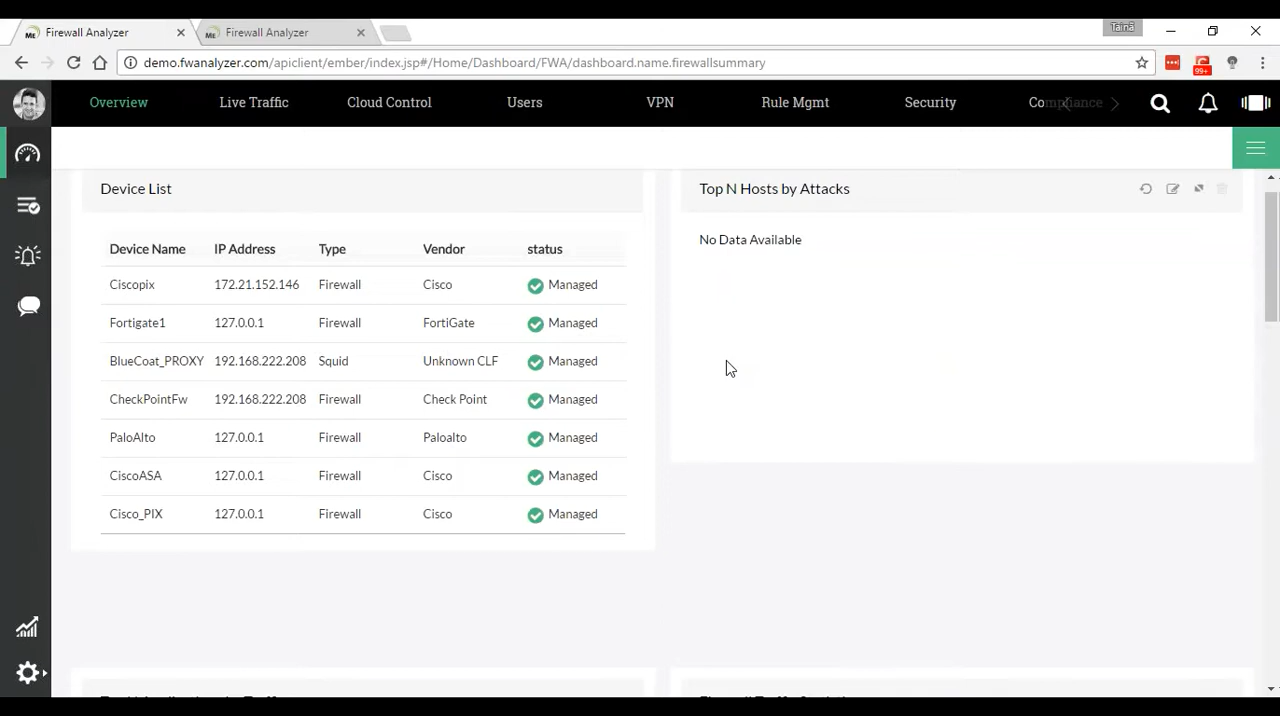 Firewall Analyzer
Firewall Analyzer
Tainã
demo.fwanalyzer.com/apiclient/ember/index.jsp#/Home/Dashboard/FWA/dashboard.name.firewallsummary
99+
Overview Live Traffic Cloud Control Users VPN Rule Mgmt Security Compliance
Device List
Device Name IP Address Type Vendor status
Ciscopix 172.21.152.146 Firewall Cisco Managed
Fortigate1 127.0.0.1 Firewall FortiGate Managed
BlueCoat_PROXY 192.168.222.208 Squid Unknown CLF Managed
CheckPointFw 192.168.222.208 Firewall Check Point Managed
PaloAlto 127.0.0.1 Firewall Paloalto Managed
CiscoASA 127.0.0.1 Firewall Cisco Managed
Cisco_PIX 127.0.0.1 Firewall Cisco Managed
Top N Hosts by Attacks
No Data Available